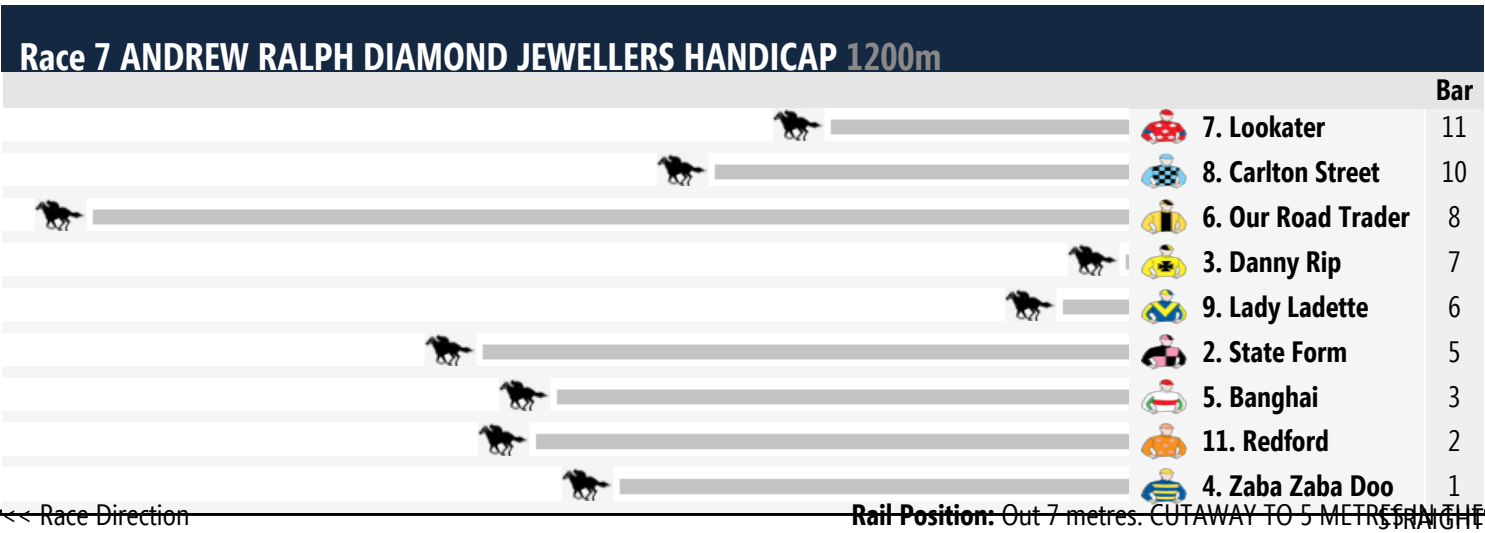 Race 7 ANDREW RALPH DIAMOND JEWELLERS HANDICAP 1200m
Bar
7. Lookater 11
8. Carlton Street 10
6. Our Road Trader 8
3. Danny Rip 7
9. Lady Ladette 6
2. State Form 5
5. Banghai 3
11. Redford 2
4. Zaba Zaba Doo 1
<< Race Direction Rail Position: Out 7 metres. CUTAWAY TO 5 METRES IN THE
STRAIGHT